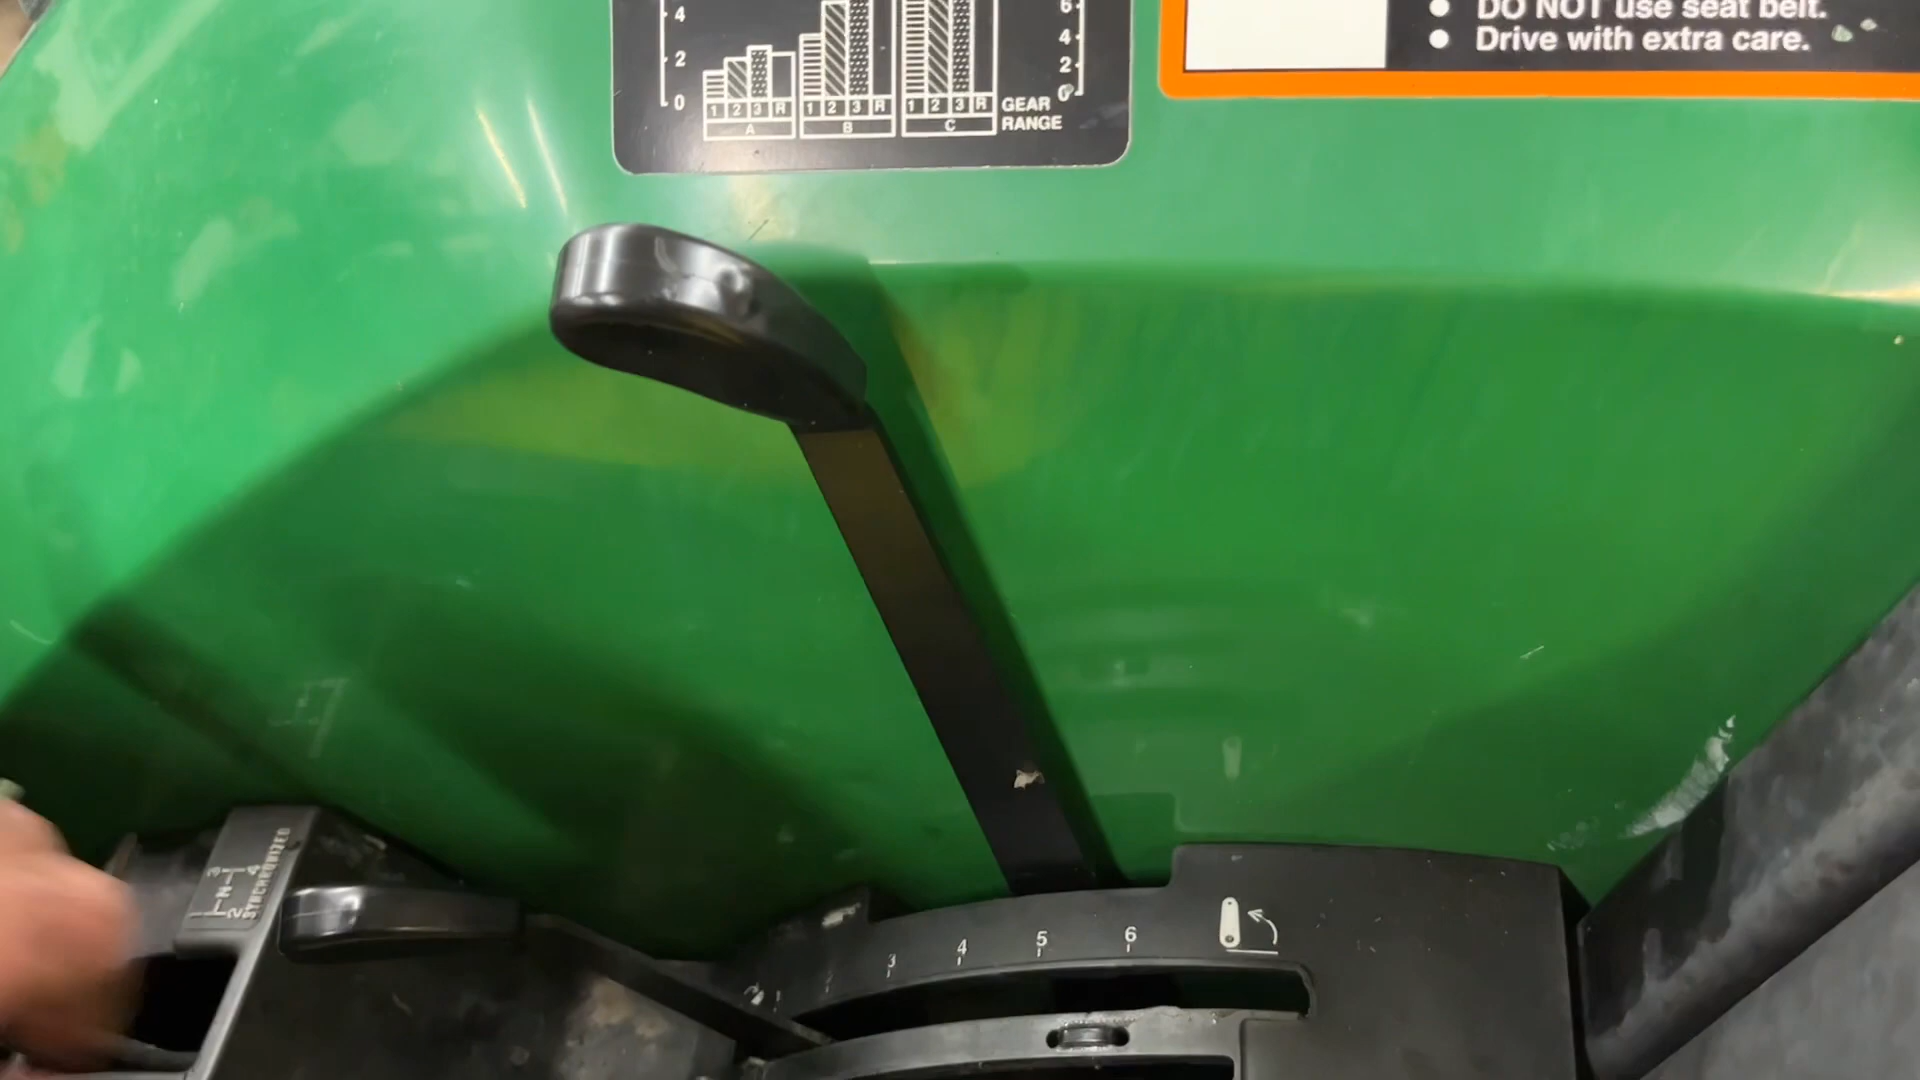 4
2
0
6
4
2
0
1 2 3 R 1 2 3 R 1 2 3 R GEAR
A B C RANGE
DO NOT use seat belt.
Drive with extra care.
3 4
N
2
SYNCHRONIZED
3 4 5 6